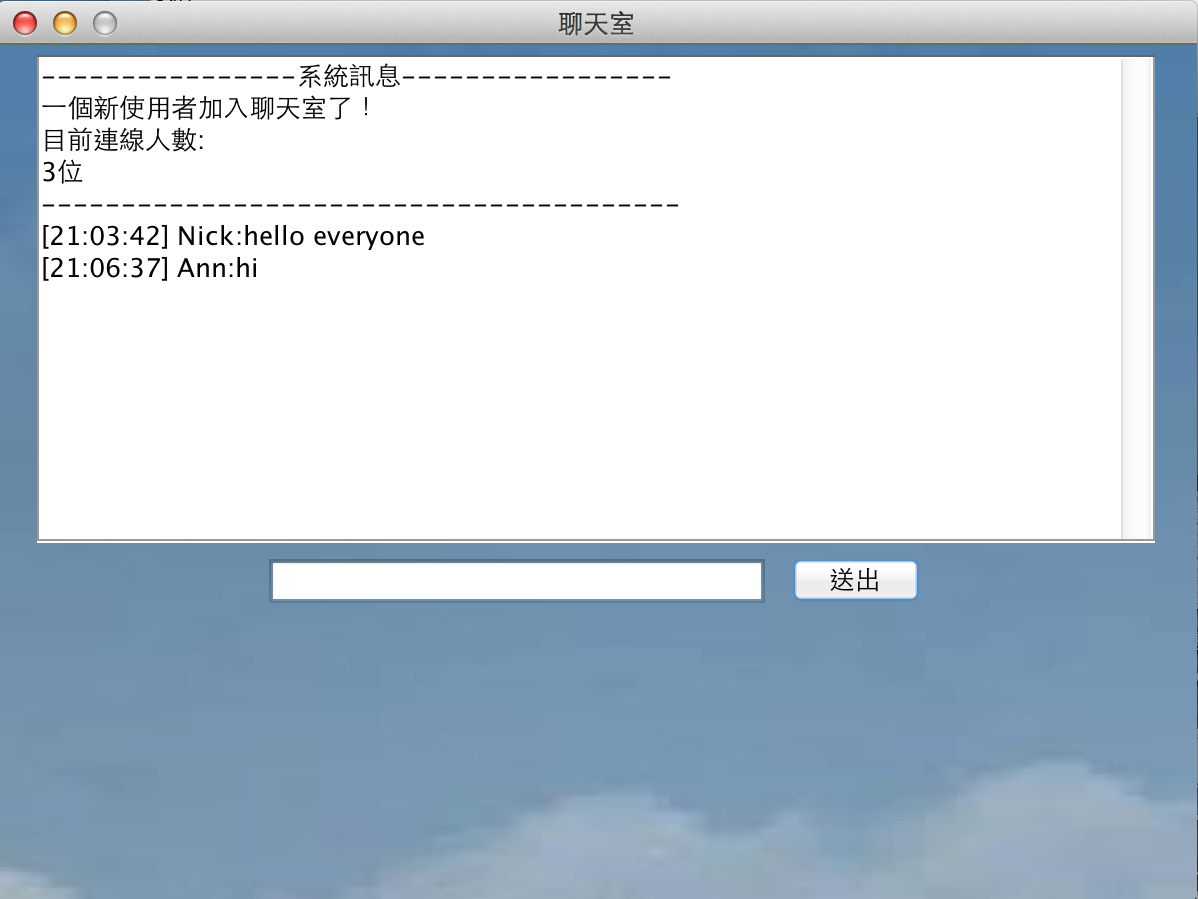 聊天室
----------------系統訊息-----------------
一個新使用者加入聊天室了！
目前連線人數:
3位
----------------------------------------
[21:03:42] Nick:hello everyone
[21:06:37] Ann:hi
送出